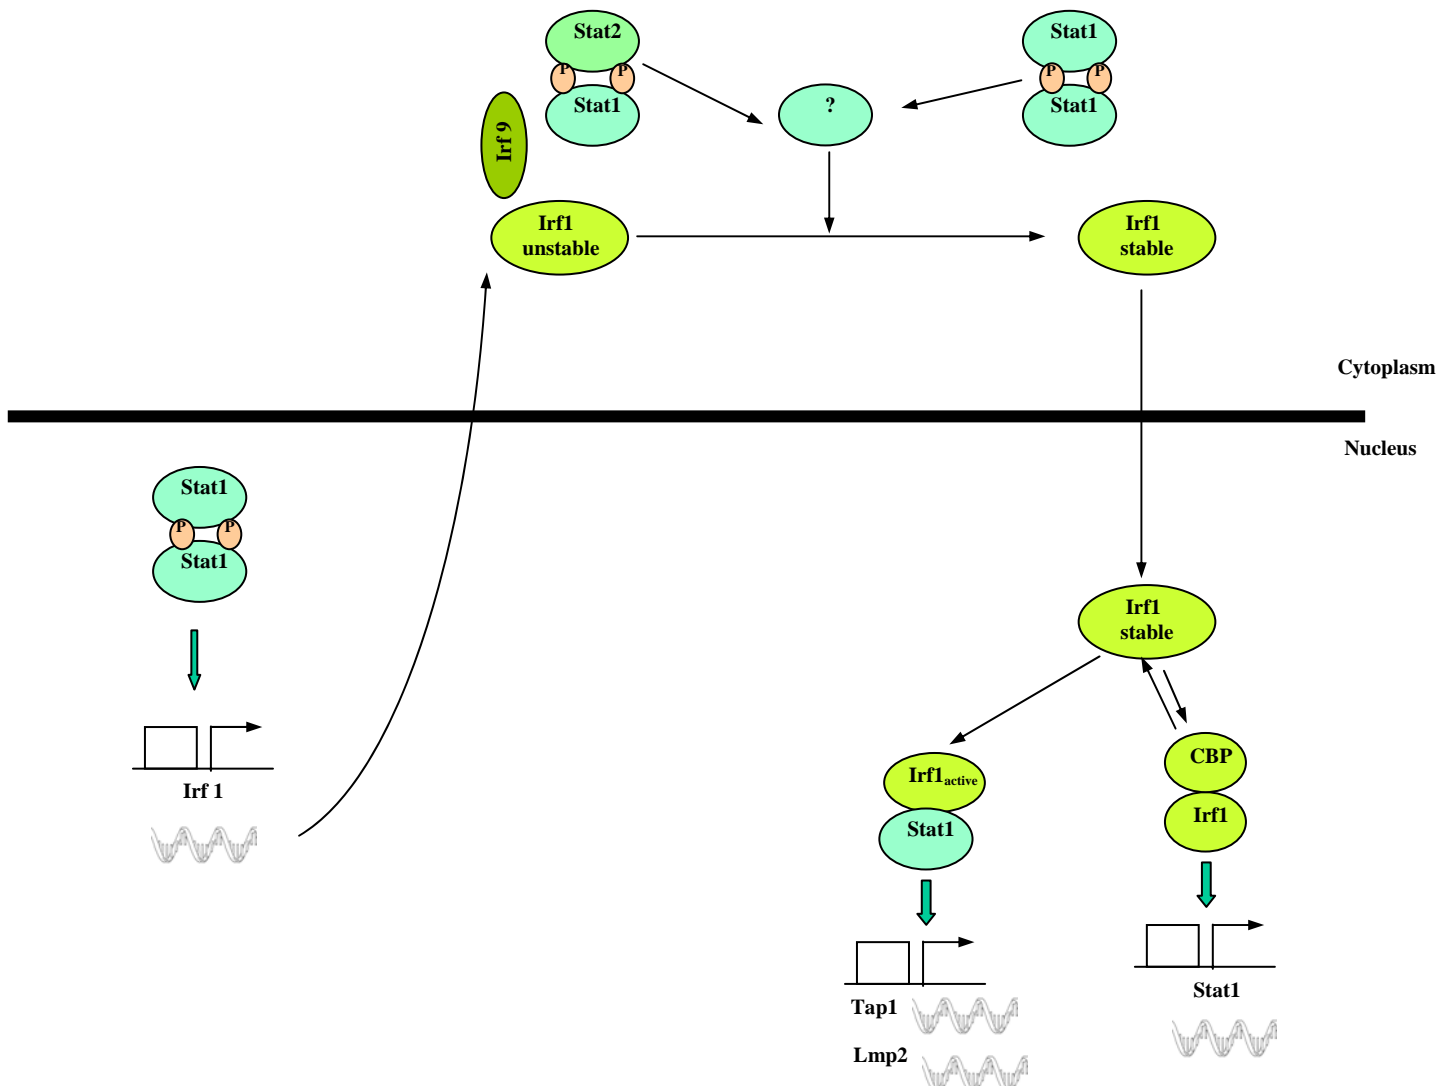 Stat2
P P
Stat1
Irf 9
?
Stat1
P P
Stat1
Irf1
unstable
Irf1
stable
Cytoplasm
Nucleus
Stat1
P P
Stat1
Irf 1
Irf1
stable
Irf1active
Stat1
CBP
Irf1
Tap1
Lmp2
Stat1